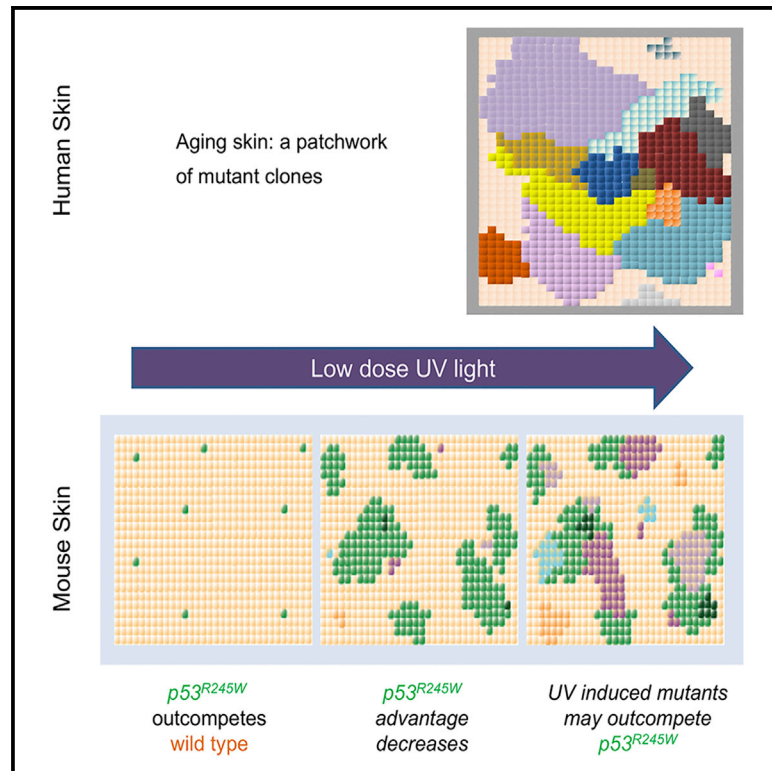 Human Skin
Aging skin: a patchwork
of mutant clones
Low dose UV light
Mouse Skin
p53R245W
outcompetes
wild type
p53R245W
advantage
decreases
UV induced mutants
may outcompete
p53R245W